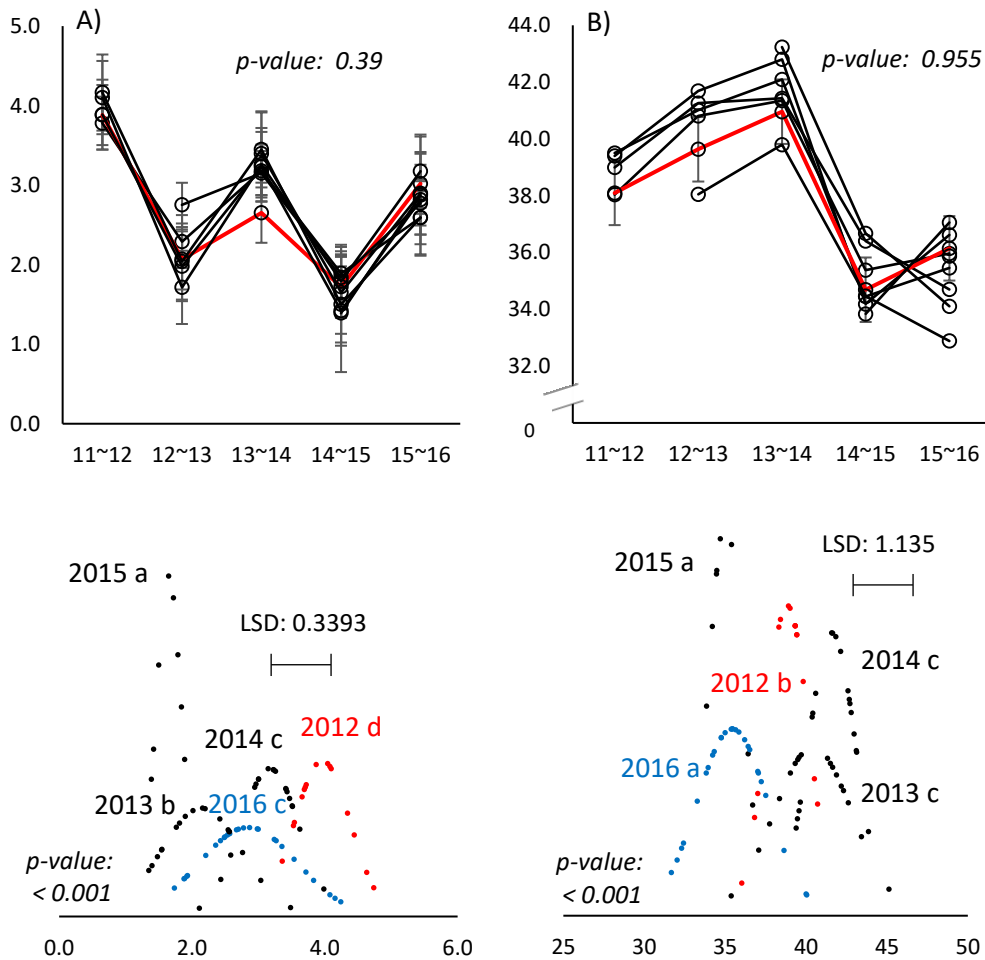 A)
p-value: 0.39
5.0
4.0
3.0
2.0
1.0
0.0
11~12 12~13 13~14 14~15 15~16
B)
p-value: 0.955
44.0
42.0
40.0
38.0
36.0
34.0
32.0
0
11~12 12~13 13~14 14~15 15~16
2015 a
LSD: 0.3393
2014 c
2012 d
2013 b
2016 c
p-value:
< 0.001
0.0 2.0 4.0 6.0
LSD: 1.135
2015 a
2014 c
2012 b
2016 a
2013 c
p-value:
< 0.001
25 30 35 40 45 50